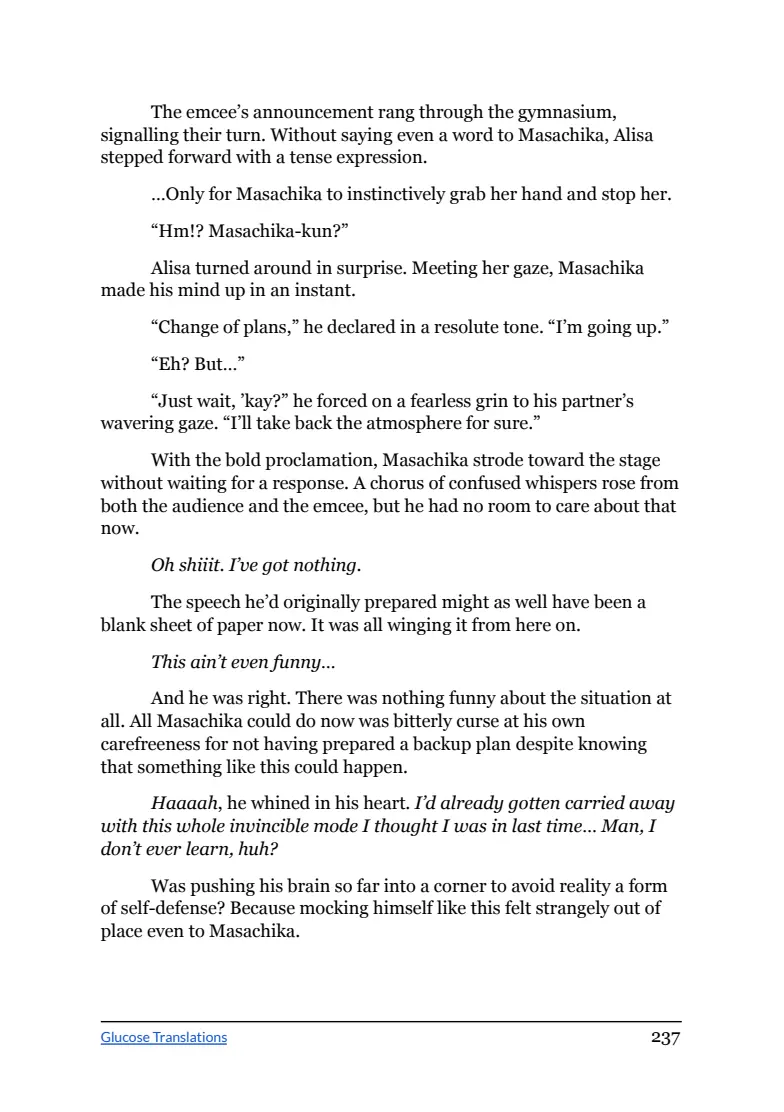 The emcee’s announcement rang through the gymnasium,
signalling their turn. Without saying even a word to Masachika, Alisa
stepped forward with a tense expression.
…Only for Masachika to instinctively grab her hand and stop her.
“Hm!? Masachika-kun?”
Alisa turned around in surprise. Meeting her gaze, Masachika
made his mind up in an instant.
“Change of plans,” he declared in a resolute tone. “I’m going up.”
“Eh? But…”
“Just wait, ’kay?” he forced on a fearless grin to his partner’s
wavering gaze. “I’ll take back the atmosphere for sure.”
With the bold proclamation, Masachika strode toward the stage
without waiting for a response. A chorus of confused whispers rose from
both the audience and the emcee, but he had no room to care about that
now.
Oh shiiit. I’ve got nothing.
The speech he’d originally prepared might as well have been a
blank sheet of paper now. It was all winging it from here on.
This ain’t even funny…
And he was right. There was nothing funny about the situation at
all. All Masachika could do now was bitterly curse at his own
carefreeness for not having prepared a backup plan despite knowing
that something like this could happen.
Haaaah, he whined in his heart. I’d already gotten carried away
with this whole invincible mode I thought I was in last time… Man, I
don’t ever learn, huh?
Was pushing his brain so far into a corner to avoid reality a form
of self-defense? Because mocking himself like this felt strangely out of
place even to Masachika.
Glucose Translations
237